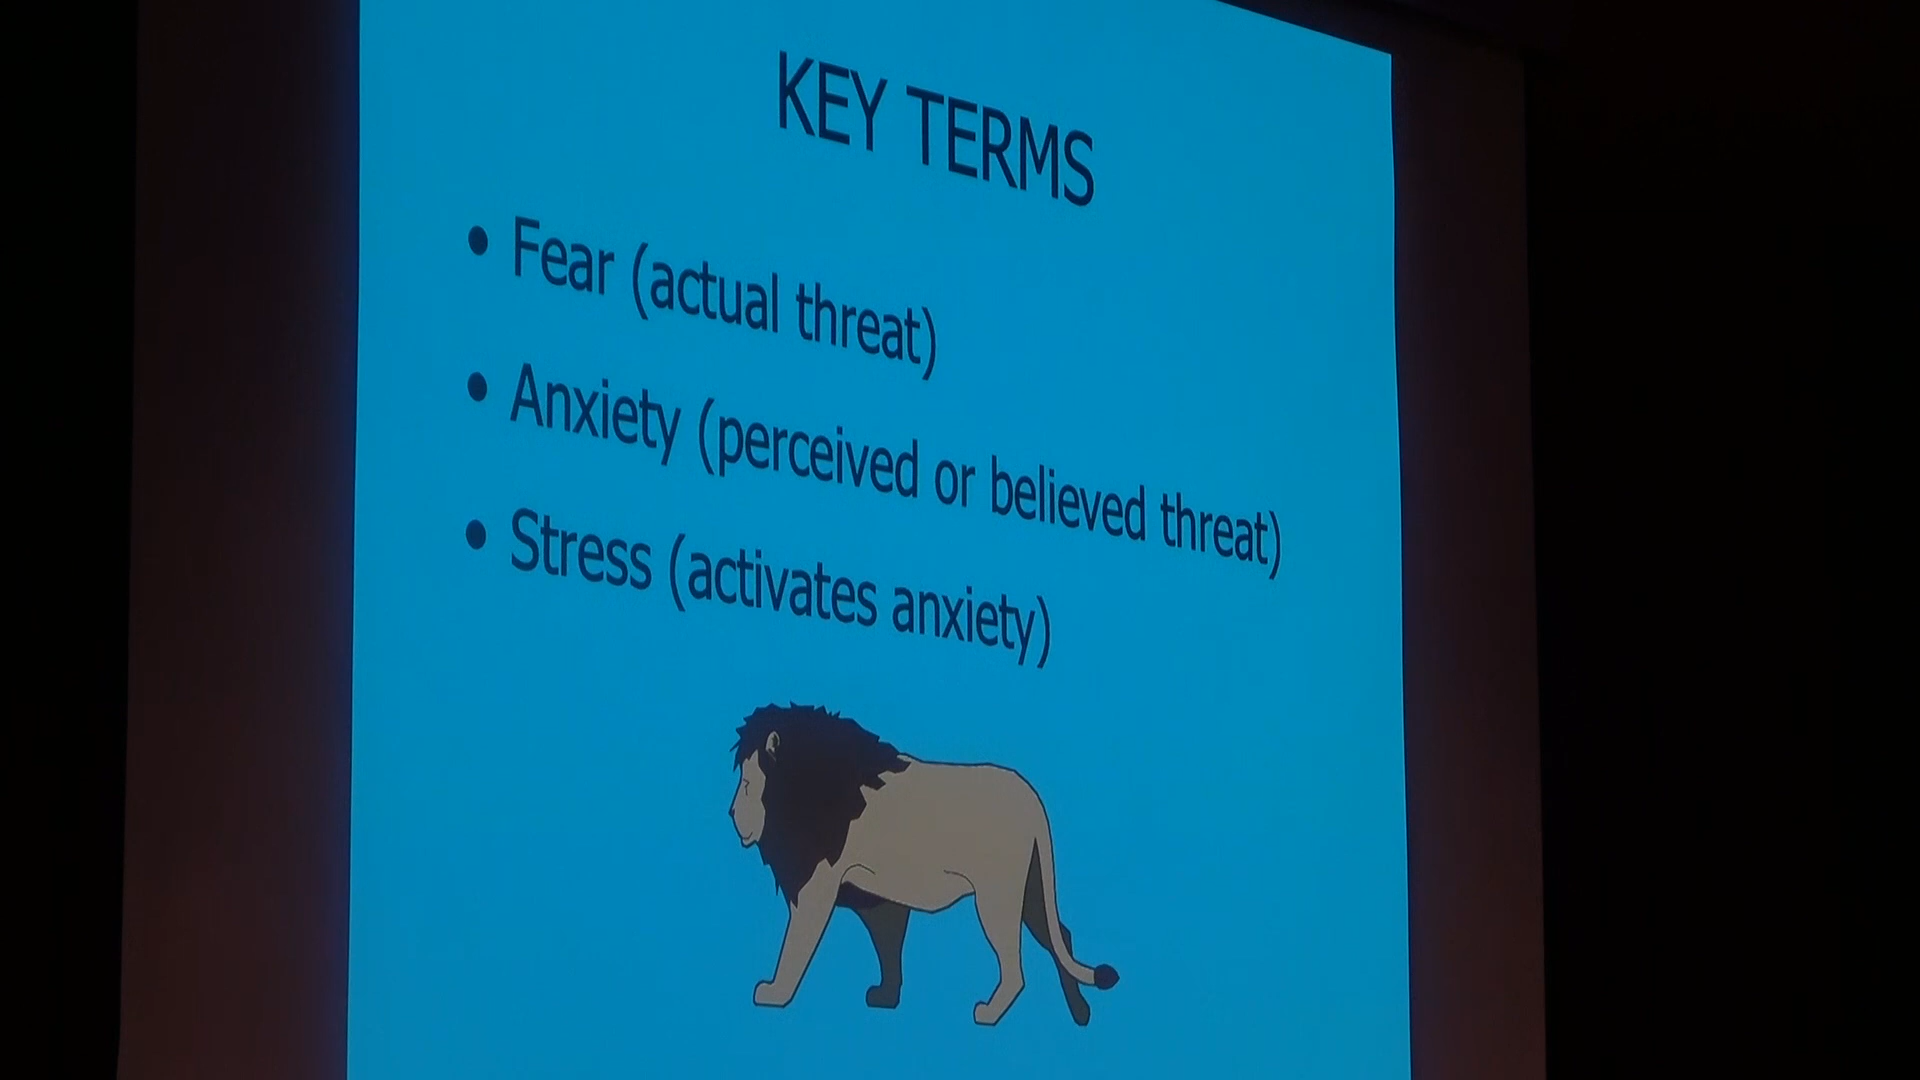 KEY TERMS
• Fear (actual threat)
• Anxiety (perceived or believed threat)
• Stress (activates anxiety)